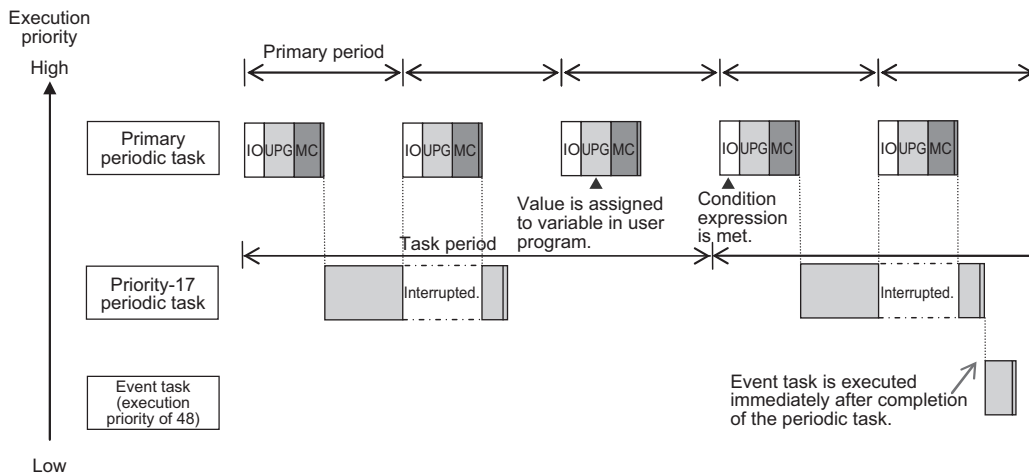 Execution
priority
High
Primary period
Primary
periodic task
IO UPG MC
IO UPG MC
IO UPG MC
IO UPG MC
IO UPG MC
Value is assigned
to variable in user
program.
Condition
expression
is met.
Task period
Priority-17
periodic task
Interrupted.
Interrupted.
Event task
(execution
priority of 48)
Event task is executed
immediately after completion
of the periodic task.
Low